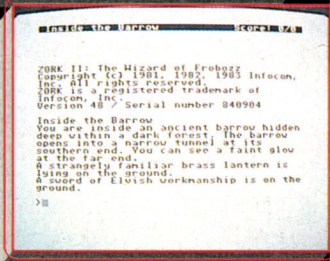 Inside the Barrow Score: 0/0
ZORK II: The Wizard of Frobozz
Copyright (c) 1981, 1982, 1983 Infocom,
Inc. All rights reserved.
ZORK is a registered trademark of
Infocom, Inc.
Version 48 / Serial number 840904
Inside the Barrow
You are inside an ancient barrow hidden
deep within a dark forest. The barrow
opens into a narrow tunnel at its
southern end. You can see a faint glow
at the far end.
A strangely familiar brass lantern is
lying on the ground.
A sword of Elvish workmanship is on the
ground.
>